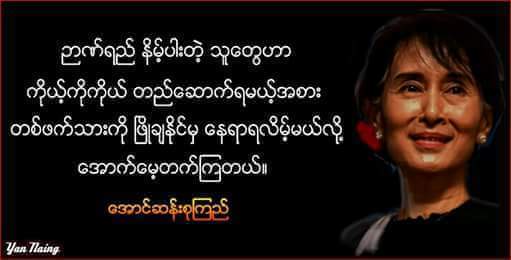 ဉာဏ်ရည် နိမ့်ပါးတဲ့ သူတွေဟာ
ကိုယ့်ကိုကိုယ် တည်ဆောက်ရမယ့်အစား
တစ်ဖက်သားကို ဖြိုချနိုင်မှ နေရာရလိမ့်မယ်လို့
အောက်မေ့တက်ကြတယ်။
အောင်ဆန်းစုကြည်
Yan Naing